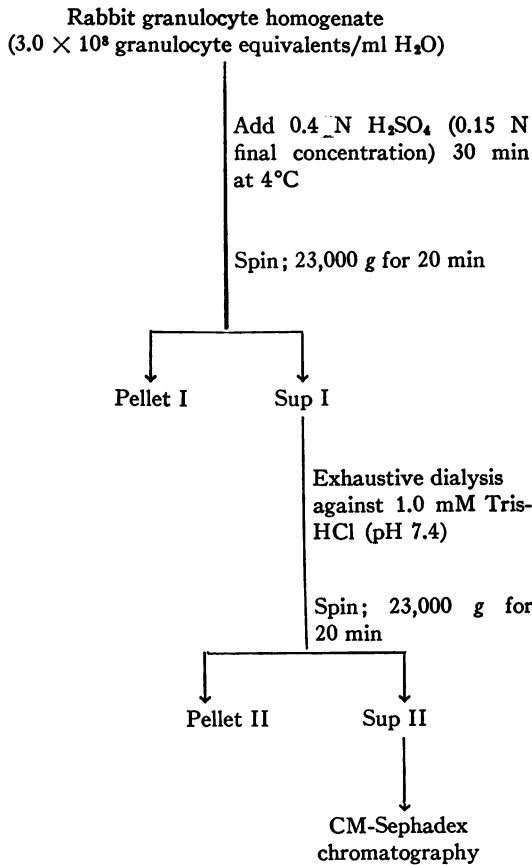 Rabbit granulocyte homogenate
(3.0 × 10⁸ granulocyte equivalents/ml H₂O)
Add 0.4 N H₂SO₄ (0.15 N
final concentration) 30 min
at 4°C
Spin; 23,000 g for 20 min
Pellet I Sup I
Exhaustive dialysis
against 1.0 mM Tris-
HCl (pH 7.4)
Spin; 23,000 g for
20 min
Pellet II Sup II
CM-Sephadex
chromatography